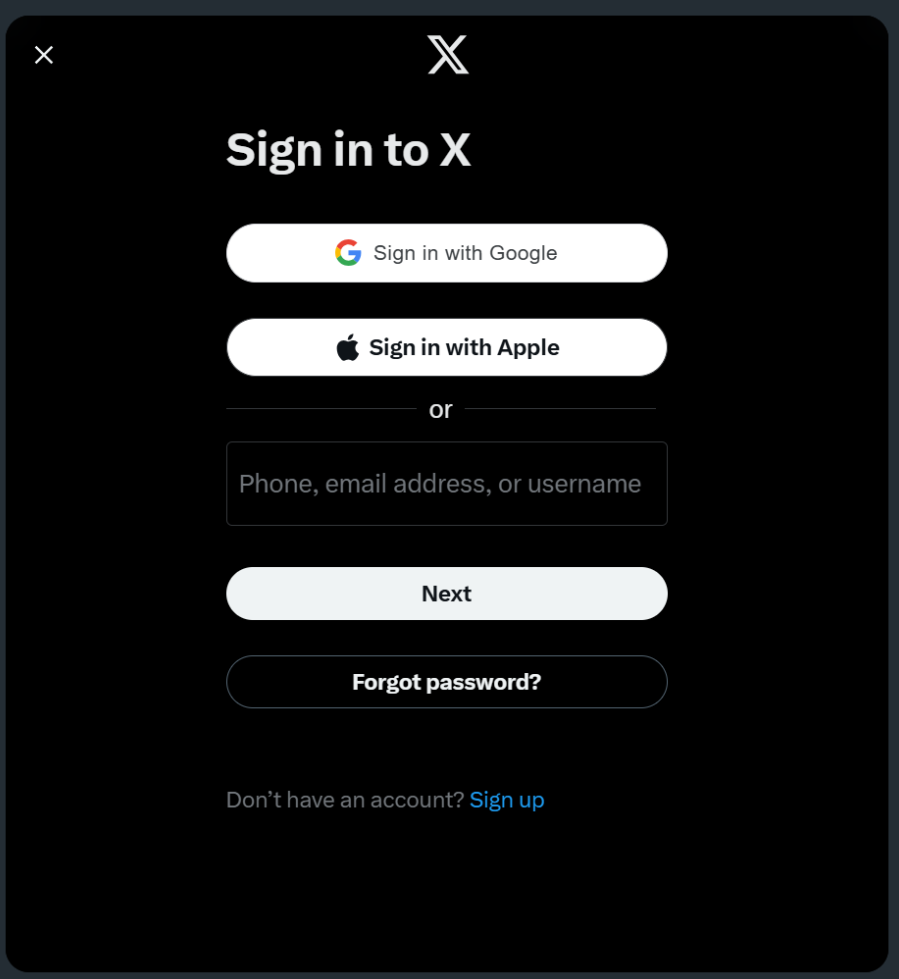 Sign in to X
Sign in with Google
Sign in with Apple
or
Phone, email address, or username
Next
Forgot password?
Don’t have an account? Sign up